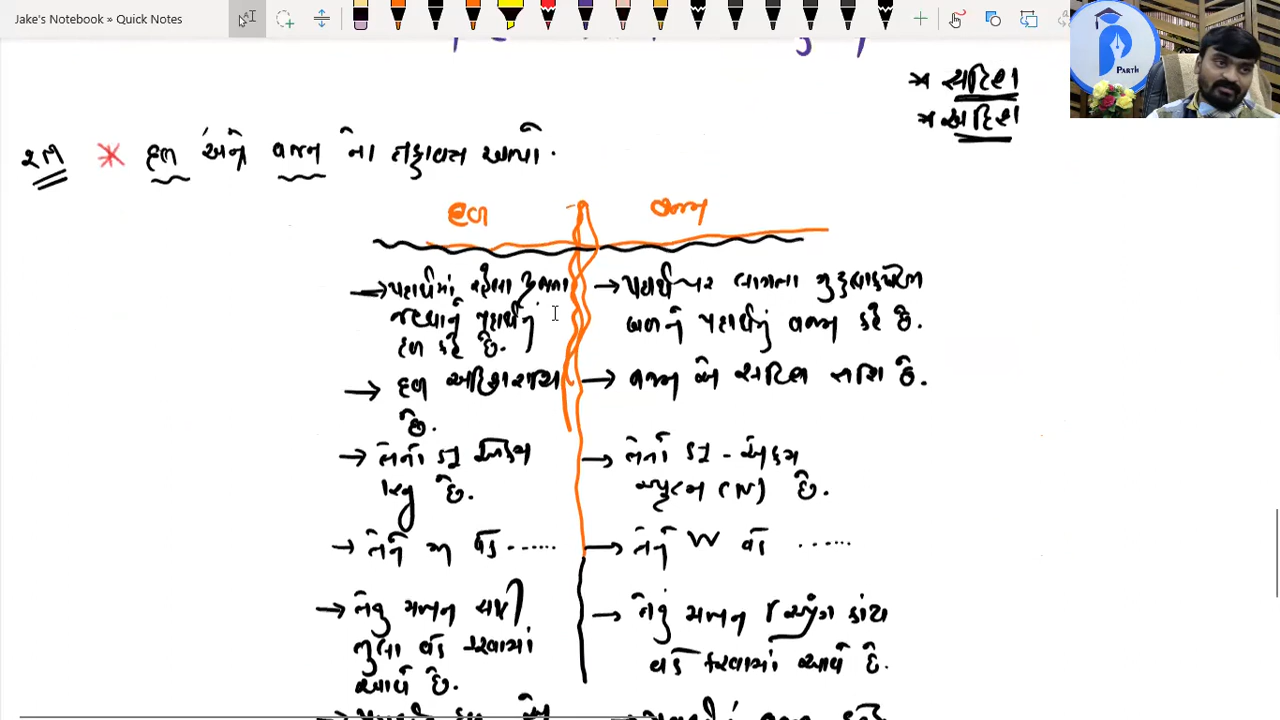 Jake's Notebook » Quick Notes
PARTH
* સદિશ
* અદિશ
* દળ અને વજન નો તફાવત આપો.
દળ
વજન
→ પદાર્થમાં રહેલા દ્રવ્યના
જથ્થાને પદાર્થનું
દળ કહે છે.
→ પદાર્થ પર લાગતા ગુરુત્વાકર્ષણ
બળને પદાર્થનું વજન કહે છે.
→ દળ અદિશ રાશિ
છે.
→ વજન એ સદિશ રાશિ છે.
→ તેનો SI એકમ
kg છે.
→ તેનો SI - એકમ
ન્યુટન (N) છે.
→ તેને m વડે ......
→ તેને W વડે ......
→ તેનું માપન સાદી
તુલા વડે કરવામાં
આવે છે.
→ તેનું માપન સ્પ્રિંગ કાંટા
વડે કરવામાં આવે છે.